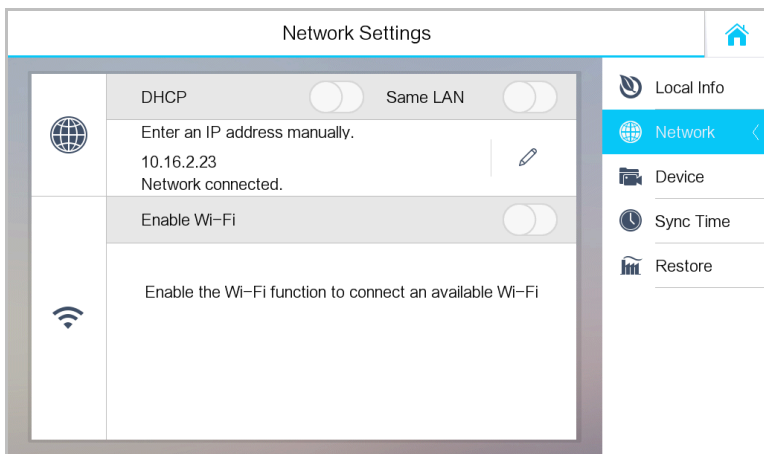 Network Settings
DHCP
Same LAN
Enter an IP address manually.
10.16.2.23
Network connected.
Enable Wi-Fi
Enable the Wi-Fi function to connect an available Wi-Fi
Local Info
Network
Device
Sync Time
Restore